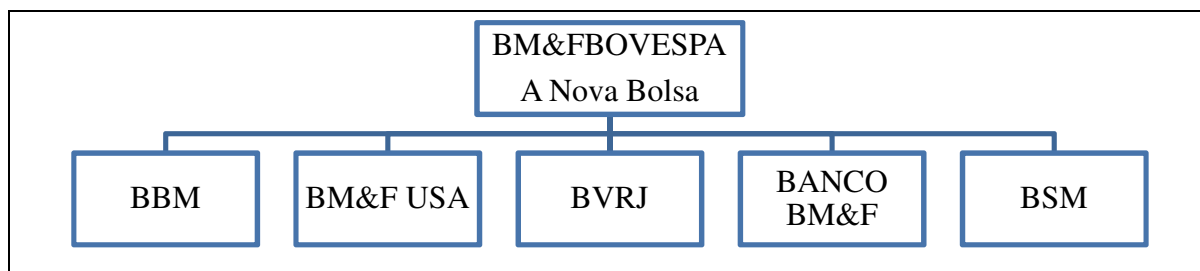 BM&FBOVESPA
A Nova Bolsa
BBM
BM&F USA
BVRJ
BANCO
BM&F
BSM